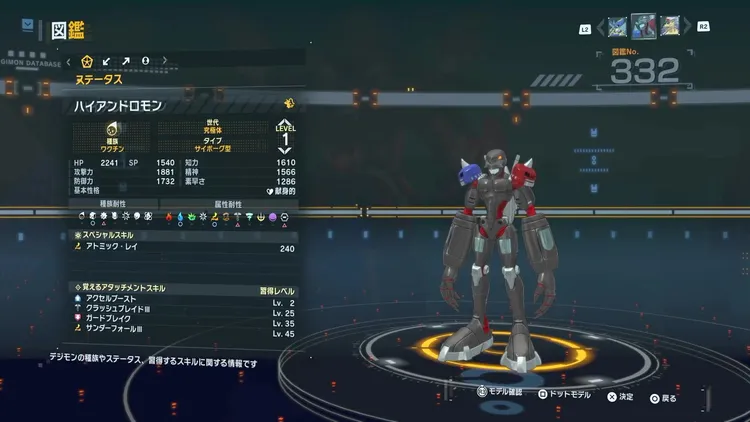 図鑑
L2
R2
図鑑No.
332
DIGIMON DATABASE
ステータス
ハイアンドロモン
種族
ワクチン
世代
究極体
タイプ
サイボーグ型
LEVEL
1
HP 2241 SP 1540 知力 1610
攻撃力 1881 精神 1566
防御力 1732 素早さ 1286
基本性格 献身的
種族耐性 属性耐性
スペシャルスキル
アトミック・レイ 240
覚えるアタッチメントスキル 習得レベル
アクセルブースト Lv. 2
クラッシュブレイドIII Lv. 25
ガードブレイク Lv. 35
サンダーフォールIII Lv. 45
デジモンの種族やステータス、習得するスキルに関する情報です
R3 モデル確認 ドットモデル 決定 戻る